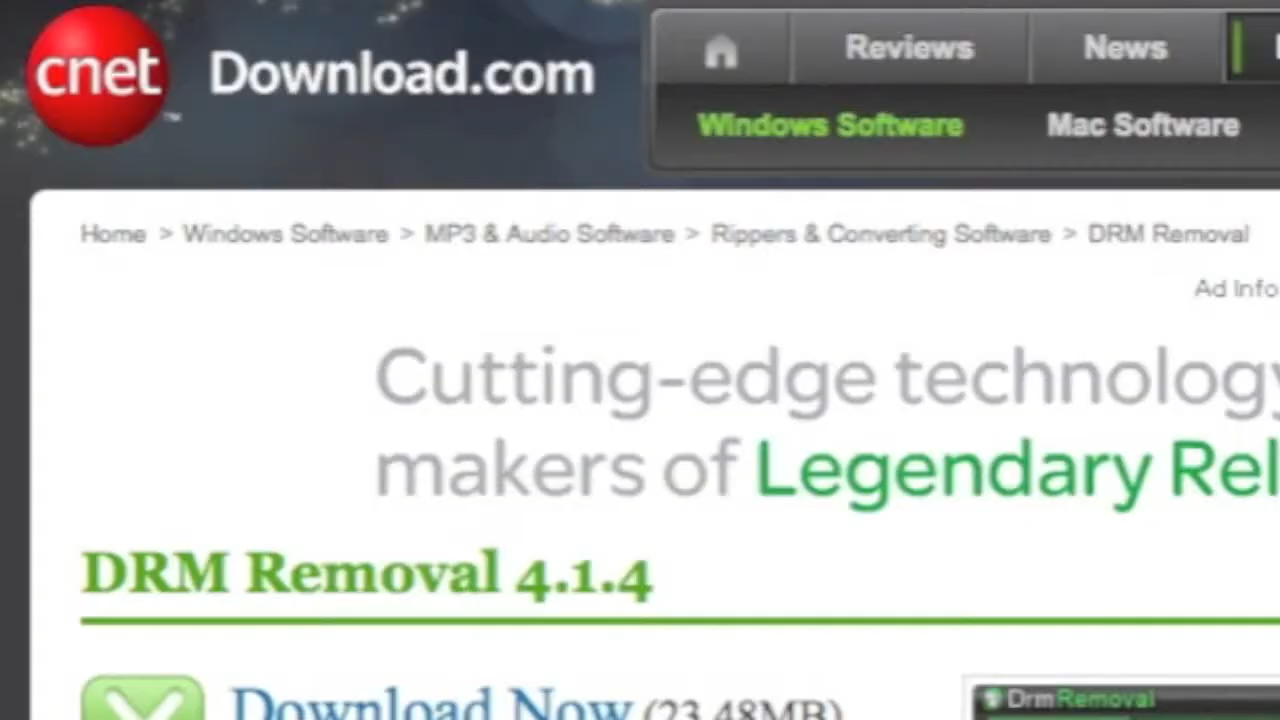 cnet Download.com
Reviews News
Windows Software Mac Software
Home > Windows Software > MP3 & Audio Software > Rippers & Converting Software > DRM Removal
Ad Info
Cutting-edge technology
makers of Legendary Rel
DRM Removal 4.1.4
Download Now (23.48MB)
DrmRemoval